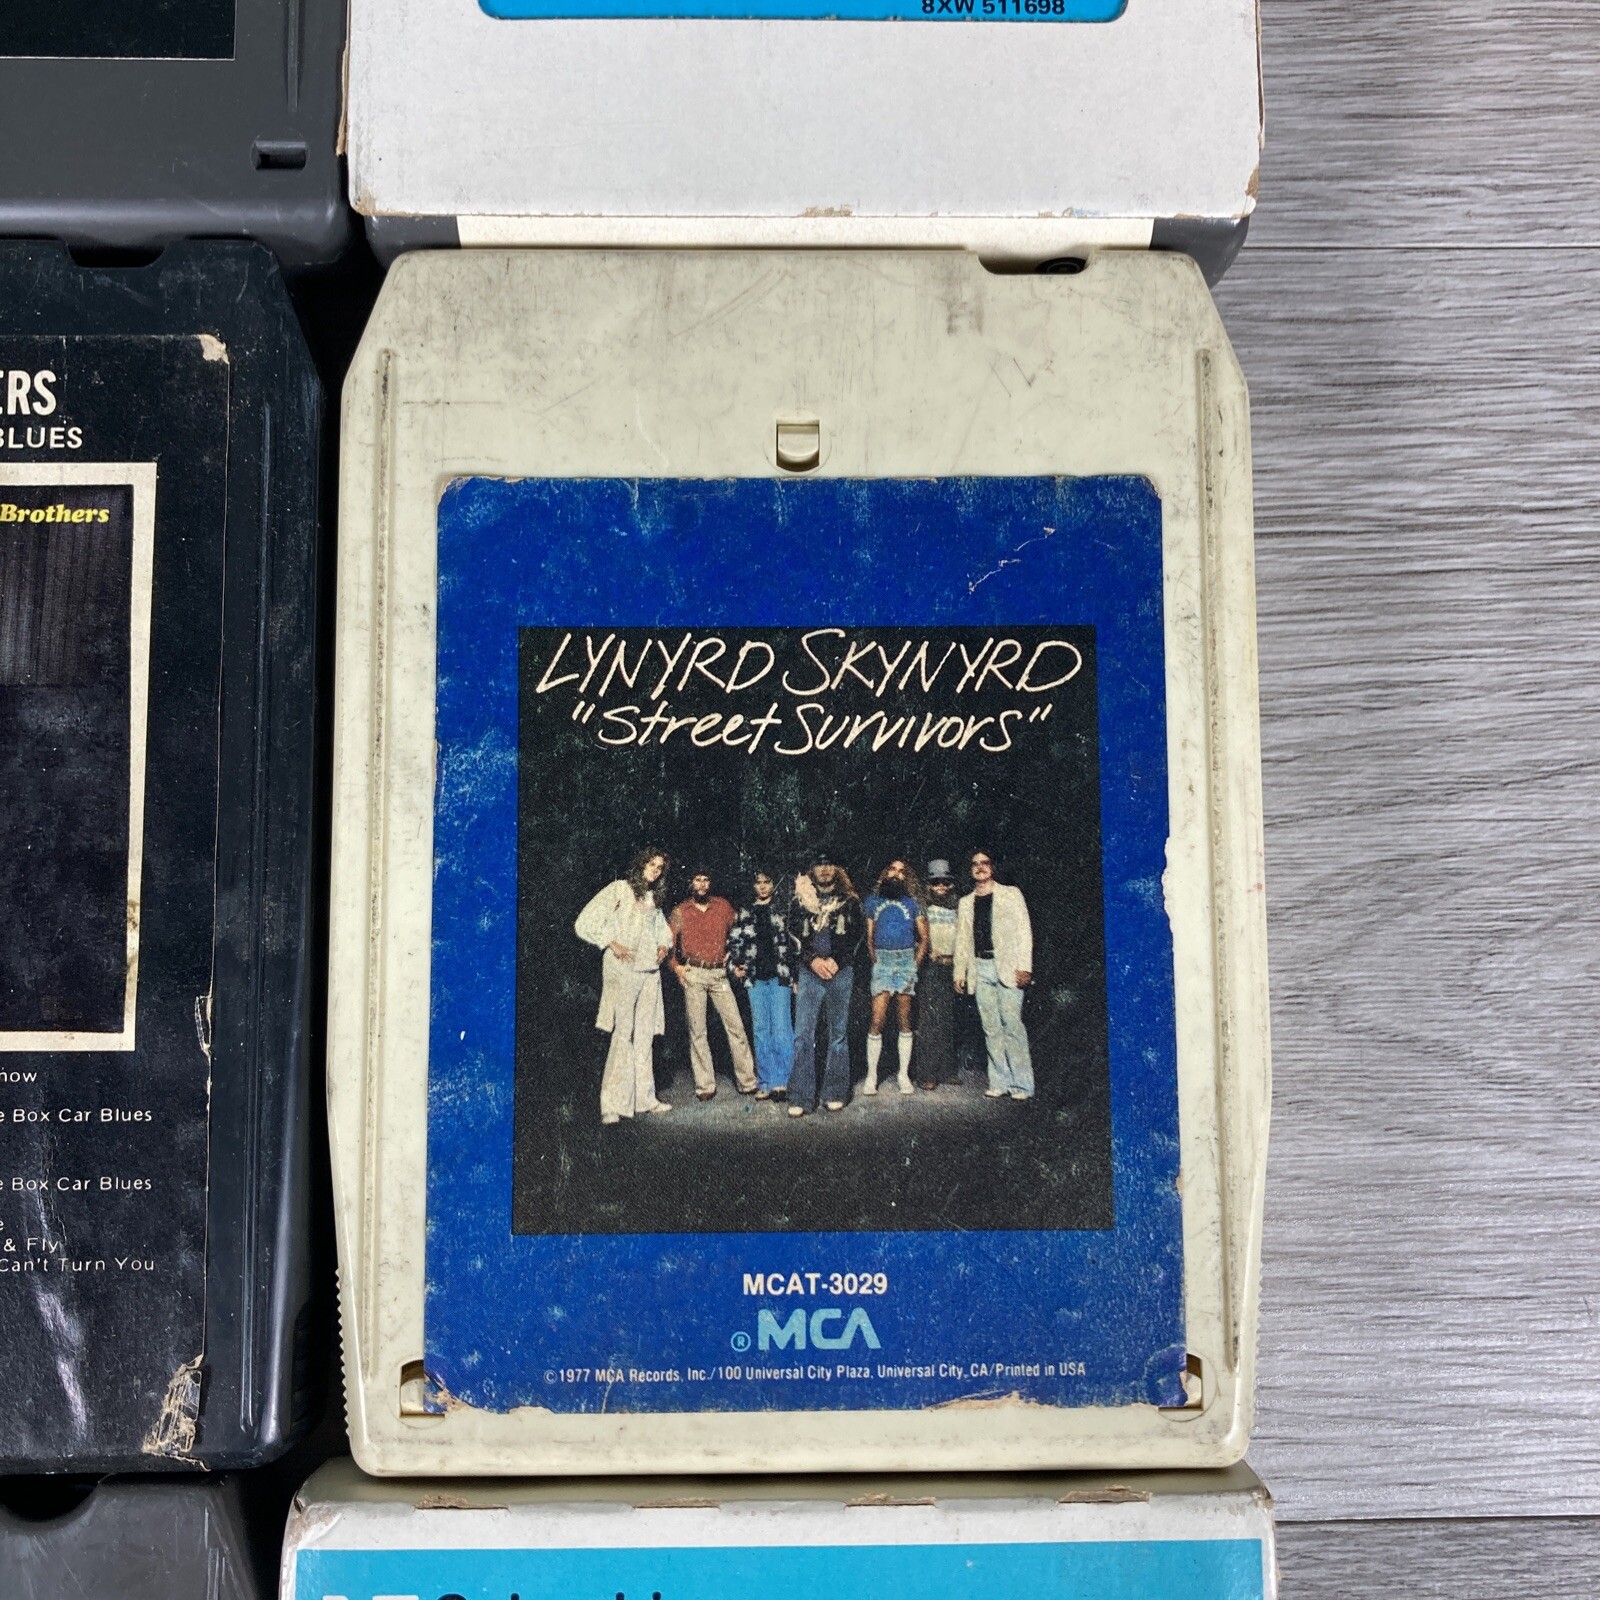 8XW 511698
ERS
BLUES
Brothers
now
e Box Car Blues
e Box Car Blues
e
& Fly
Can't Turn You
LYNYRD SKYNYRD
"Street Survivors"
MCAT-3029
® MCA
©1977 MCA Records, Inc./100 Universal City Plaza, Universal City, CA/Printed in USA